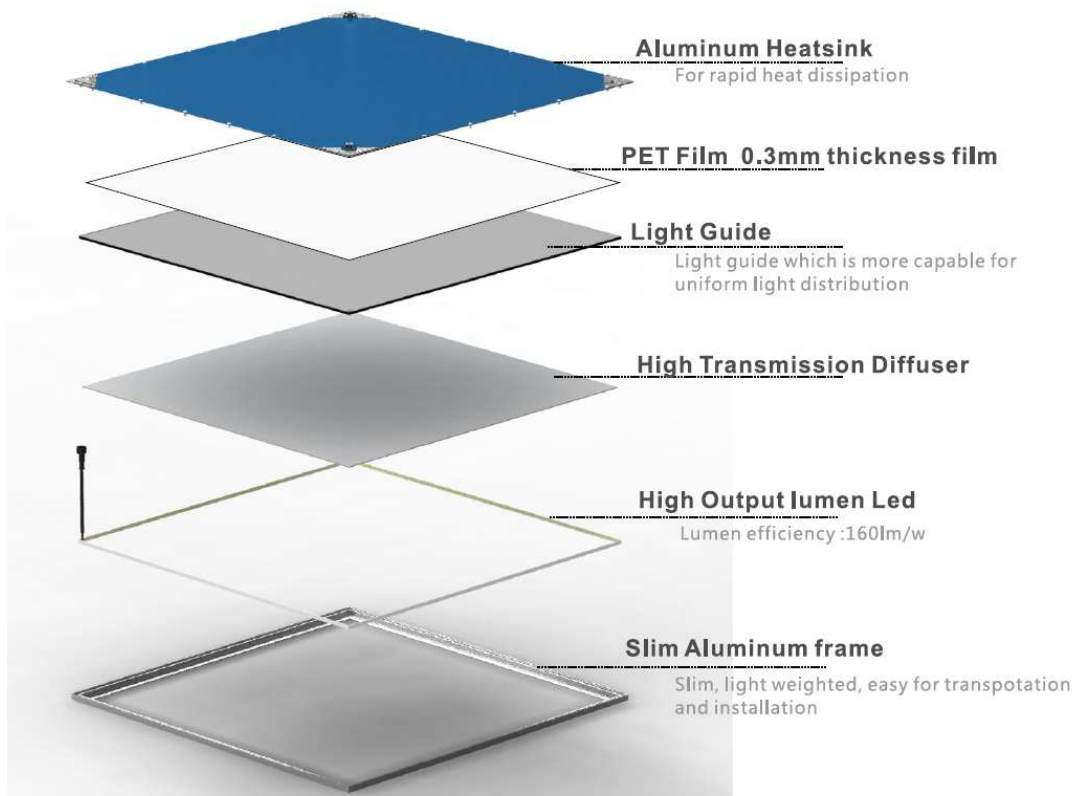 Aluminum Heatsink
For rapid heat dissipation
PET Film 0.3mm thickness film
Light Guide
Light guide which is more capable for
uniform light distribution
High Transmission Diffuser
High Output lumen Led
Lumen efficiency :160lm/w
Slim Aluminum frame
Slim, light weighted, easy for transpotation
and installation